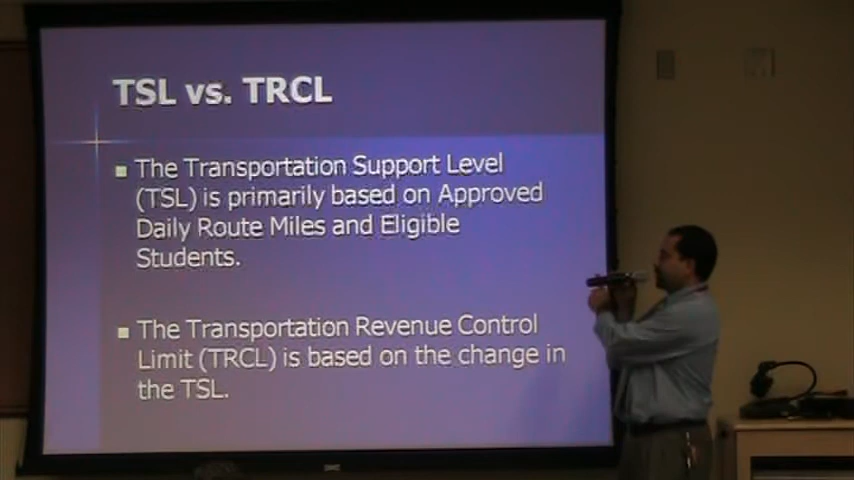 TSL vs. TRCL
The Transportation Support Level
(TSL) is primarily based on Approved
Daily Route Miles and Eligible
Students.
The Transportation Revenue Control
Limit (TRCL) is based on the change in
the TSL.